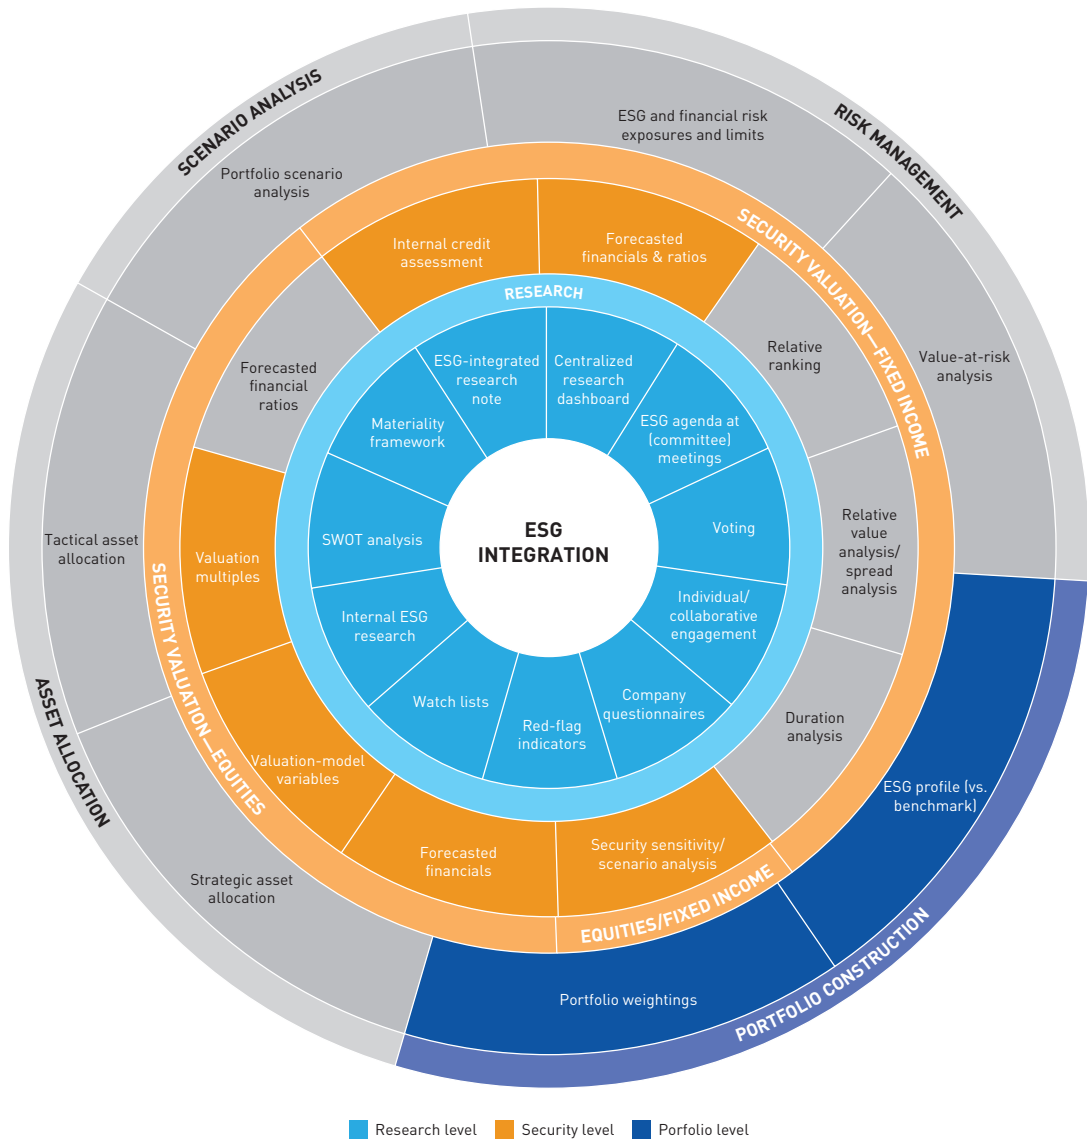 SCENARIO ANALYSIS
RISK MANAGEMENT
ESG and financial risk
exposures and limits
Portfolio scenario
analysis
SECURITY VALUATION—FIXED INCOME
Internal credit
assessment
Forecasted
financials & ratios
RESEARCH
Relative
ranking
Value-at-risk
analysis
Forecasted
financial
ratios
ESG-integrated
research
note
Centralized
research
dashboard
Materiality
framework
ESG agenda at
(committee)
meetings
ESG
INTEGRATION
Tactical asset
allocation
Valuation
multiples
SWOT analysis
Voting
Relative
value
analysis/
spread
analysis
Internal ESG
research
Individual/
collaborative
engagement
SECURITY VALUATION—EQUITIES
ASSET ALLOCATION
Watch lists
Red-flag
indicators
Company
questionnaires
Duration
analysis
Valuation-model
variables
ESG profile (vs.
benchmark)
Forecasted
financials
Security sensitivity/
scenario analysis
Strategic asset
allocation
EQUITIES/FIXED INCOME
PORTFOLIO CONSTRUCTION
Portfolio weightings
Research level
Security level
Porfolio level